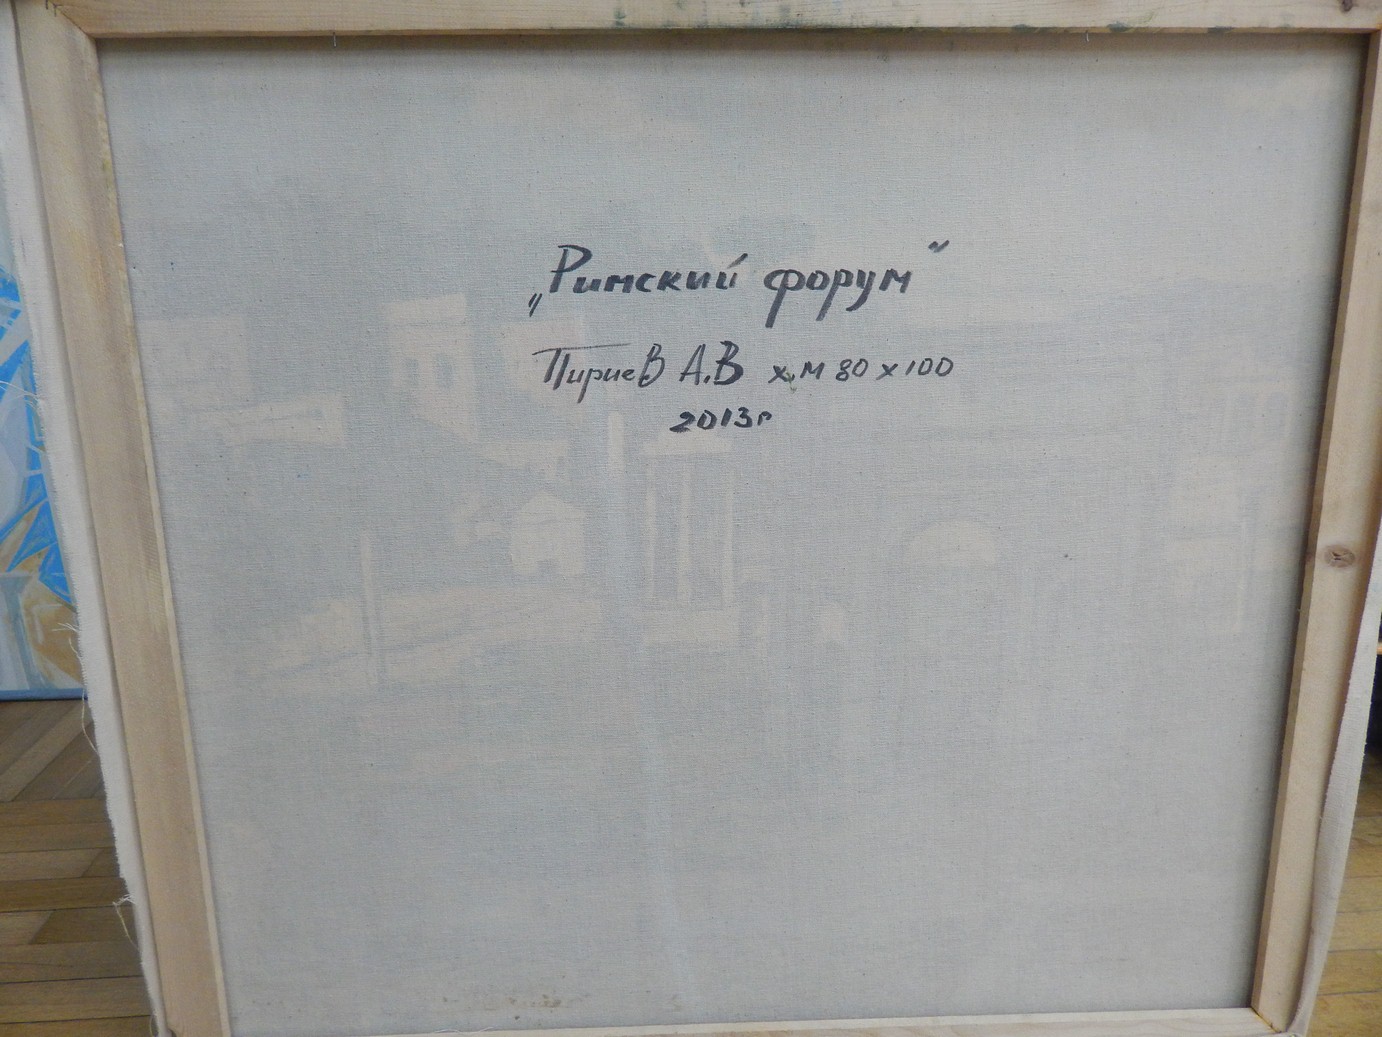 „Римский форум"
Пириев А.В х.м 80 х 100
2013г